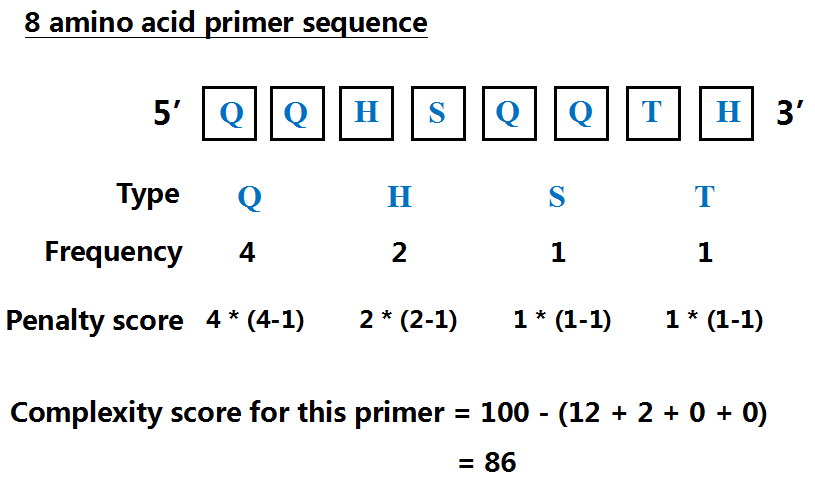 8 amino acid primer sequence
5′ Q Q H S Q Q T H 3′
Type Q H S T
Frequency 4 2 1 1
Penalty score 4 * (4-1) 2 * (2-1) 1 * (1-1) 1 * (1-1)
Complexity score for this primer = 100 - (12 + 2 + 0 + 0)
= 86